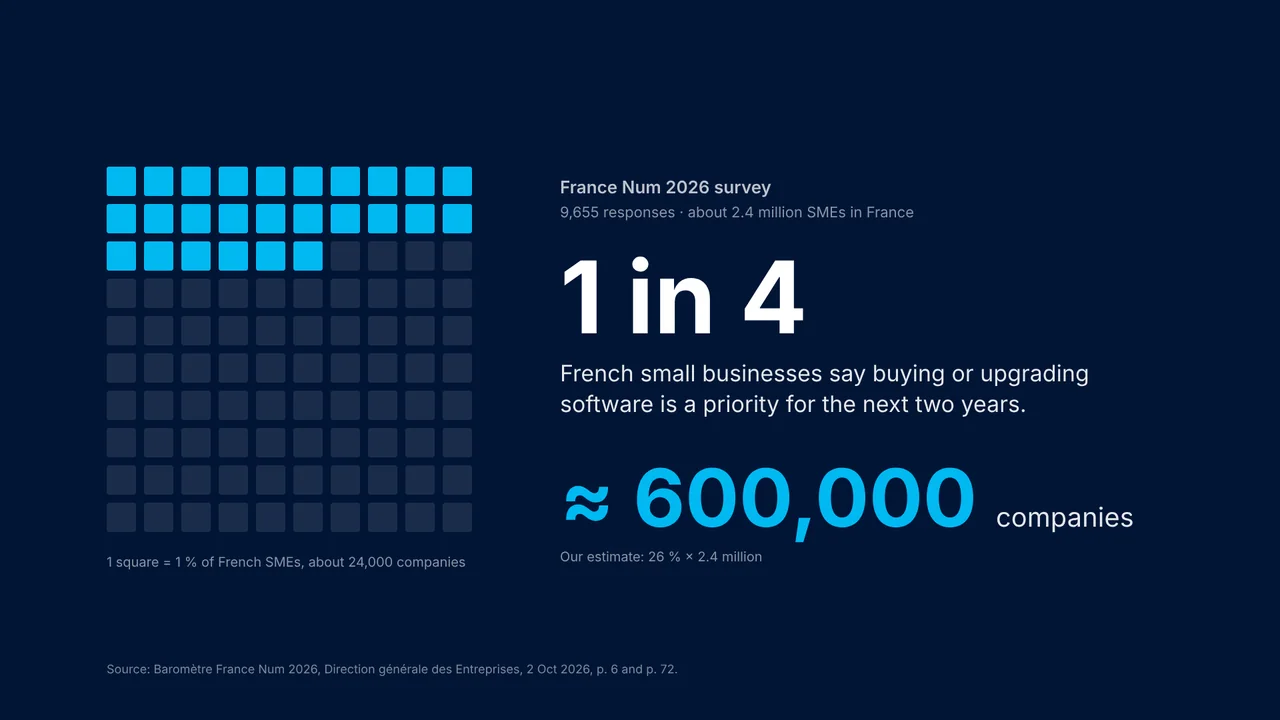 France Num 2026 survey
9,655 responses · about 2.4 million SMEs in France
1 in 4
French small businesses say buying or upgrading
software is a priority for the next two years.
≈ 600,000 companies
Our estimate: 26 % × 2.4 million
1 square = 1 % of French SMEs, about 24,000 companies
Source: Baromètre France Num 2026, Direction générale des Entreprises, 2 Oct 2026, p. 6 and p. 72.